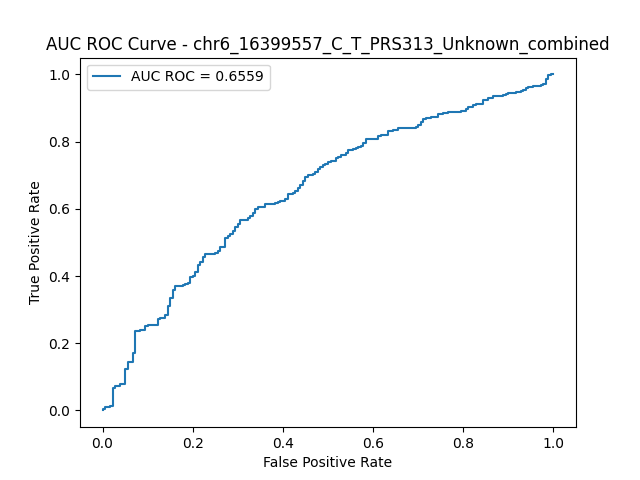 AUC ROC Curve - chr6_16399557_C_T_PRS313_Unknown_combined
AUC ROC = 0.6559
1.0
0.8
0.6
0.4
0.2
0.0
True Positive Rate
0.0 0.2 0.4 0.6 0.8 1.0
False Positive Rate